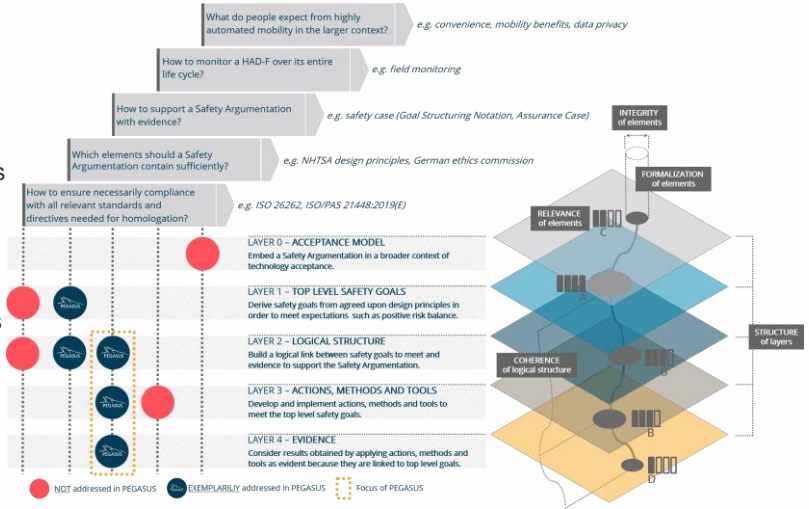 What do people expect from highly
automated mobility in the larger context?
e.g. convenience, mobility benefits, data privacy
How to monitor a HAD-F over its entire
life cycle?
e.g. field monitoring
How to support a Safety Argumentation
with evidence?
e.g. safety case (Goal Structuring Notation, Assurance Case)
Which elements should a Safety
Argumentation contain sufficiently?
e.g. NHTSA design principles, German ethics commission
How to ensure necessarily compliance
with all relevant standards and
directives needed for homologation?
e.g. ISO 26262, ISO/PAS 21448:2019(E)
s
s
LAYER 0 – ACCEPTANCE MODEL
Embed a Safety Argumentation in a broader context of
technology acceptance.
LAYER 1 – TOP LEVEL SAFETY GOALS
Derive safety goals from agreed upon design principles in
order to meet expectations such as positive risk balance.
PEGASUS
LAYER 2 – LOGICAL STRUCTURE
Build a logical link between safety goals to meet and
evidence to support the Safety Argumentation.
PEGASUS
PEGASUS
LAYER 3 – ACTIONS, METHODS AND TOOLS
Develop and implement actions, methods and tools to
meet the top level safety goals.
PEGASUS
LAYER 4 – EVIDENCE
Consider results obtained by applying actions, methods and
tools as evident because they are linked to top level goals.
PEGASUS
NOT addressed in PEGASUS
EXEMPLARILIY addressed in PEGASUS
Focus of PEGASUS
INTEGRITY
of elements
FORMALIZATION
of elements
RELEVANCE
of elements
C
A
STRUCTURE
of layers
COHERENCE
of logical structure
B
B
D